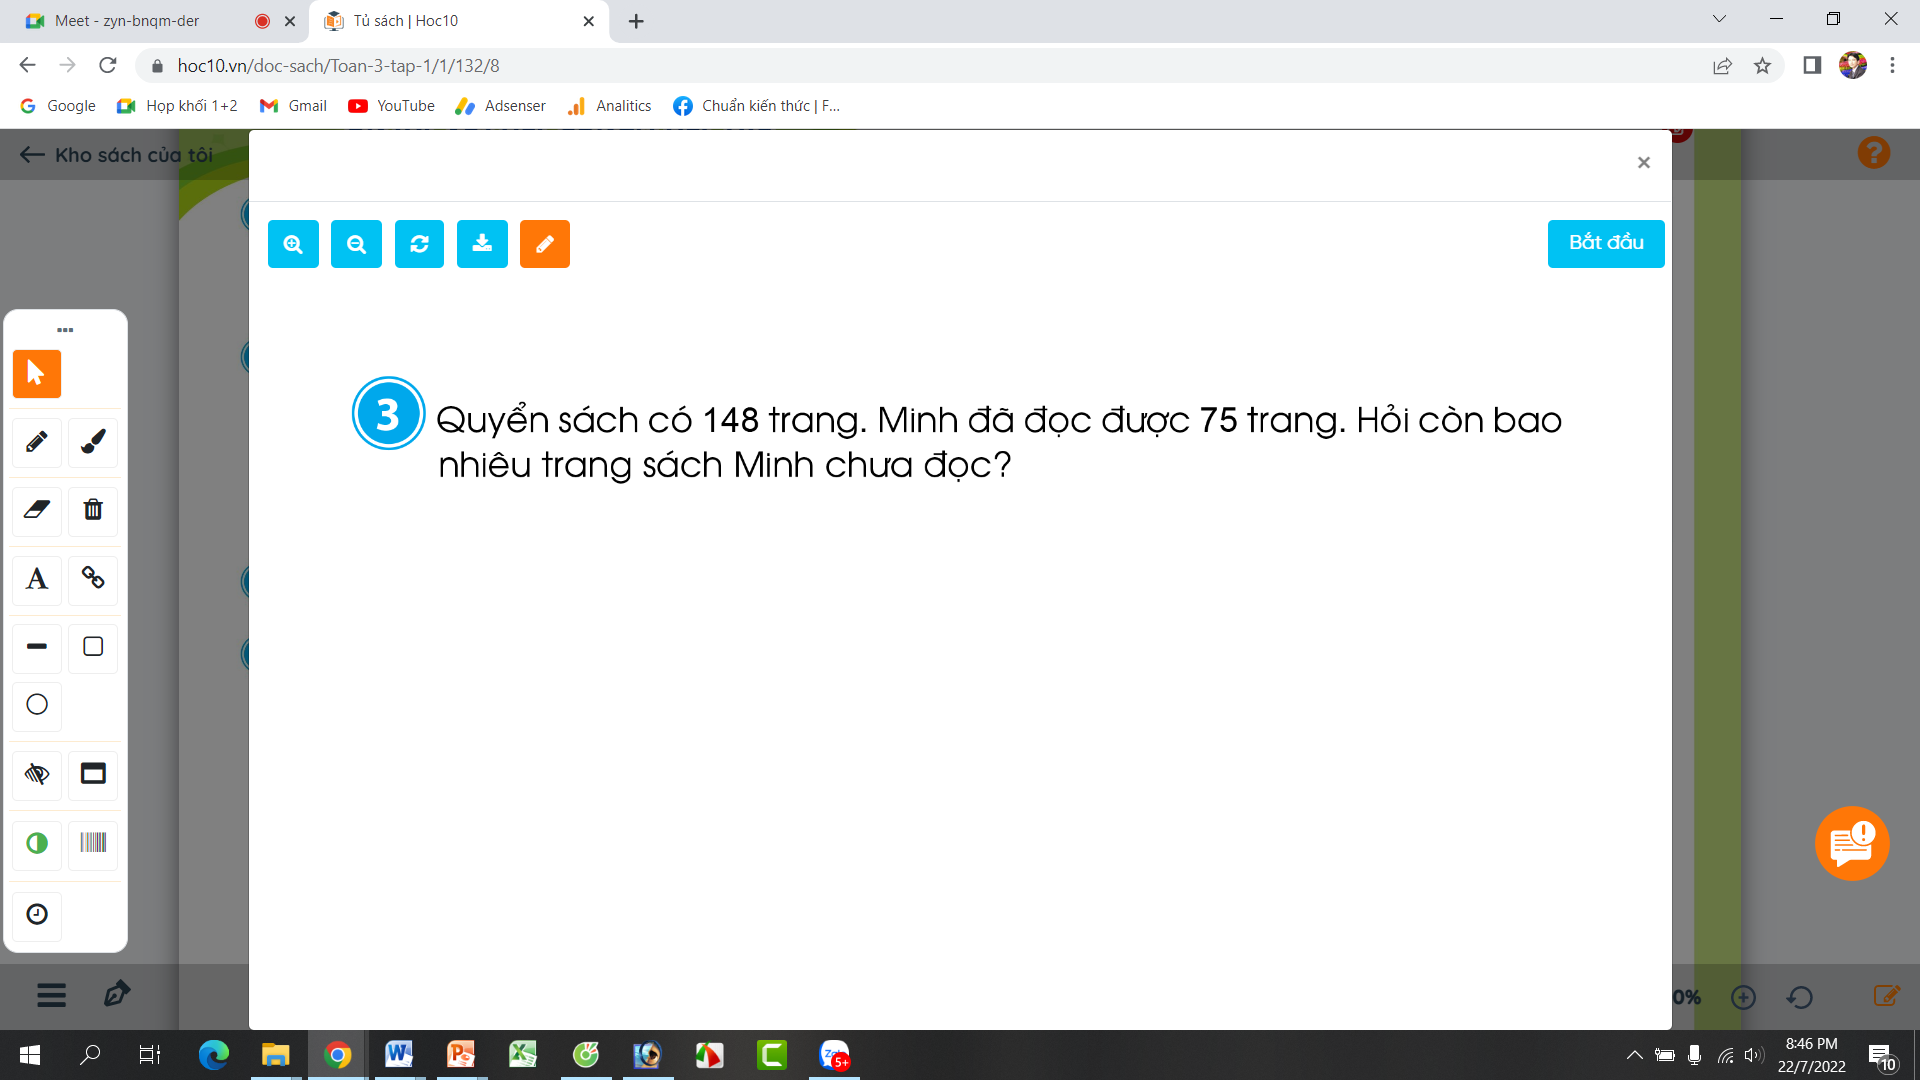 Meet - zyn-bnqm-der
Tủ sách | Hoc10
hoc10.vn/doc-sach/Toan-3-tap-1/1/132/8
Google
Họp khối 1+2
Gmail
YouTube
Adsenser
Analitics
Chuẩn kiến thức | F...
Kho sách của tôi
Bắt đầu
3 Quyển sách có 148 trang. Minh đã đọc được 75 trang. Hỏi còn bao
nhiêu trang sách Minh chưa đọc?
0%
5+
8:46 PM
22/7/2022
10